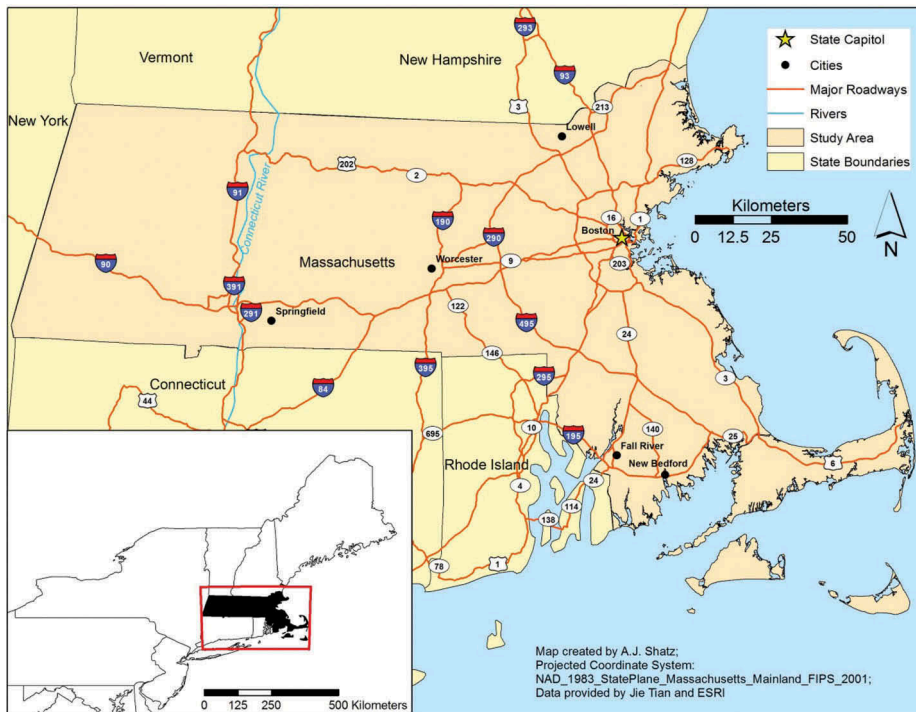 Vermont
New Hampshire
New York
293
93
3
213
Lowell
128
202
2
91
Connecticut River
190
290
16
1
Boston
90
Massachusetts
Worcester
9
203
391
291
Springfield
122
495
24
146
395
295
3
Connecticut
84
44
695
10
195
140
25
Fall River
New Bedford
6
Rhode Island
4
24
114
138
78
1
State Capitol
Cities
Major Roadways
Rivers
Study Area
State Boundaries
Kilometers
0 12.5 25 50
N
0 125 250 500 Kilometers
Map created by A.J. Shatz;
Projected Coordinate System:
NAD_1983_StatePlane_Massachusetts_Mainland_FIPS_2001;
Data provided by Jie Tian and ESRI